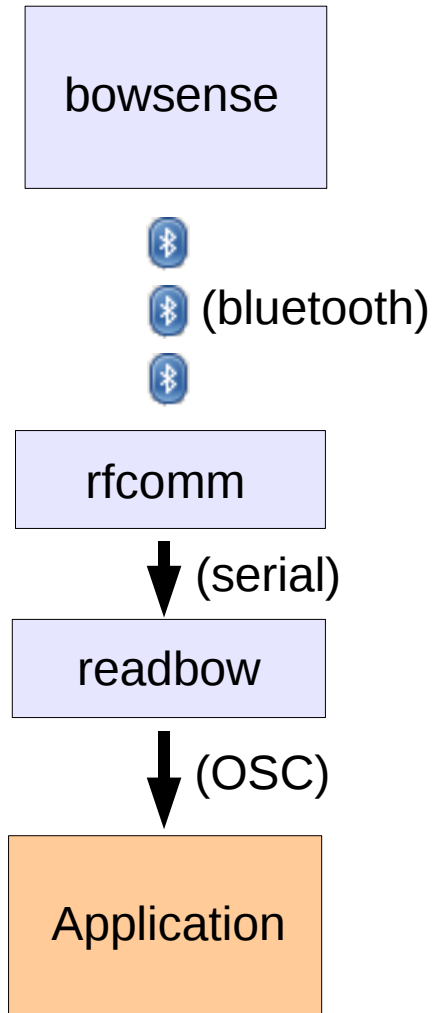 bowsense
(bluetooth)
rfcomm
(serial)
readbow
(OSC)
Application